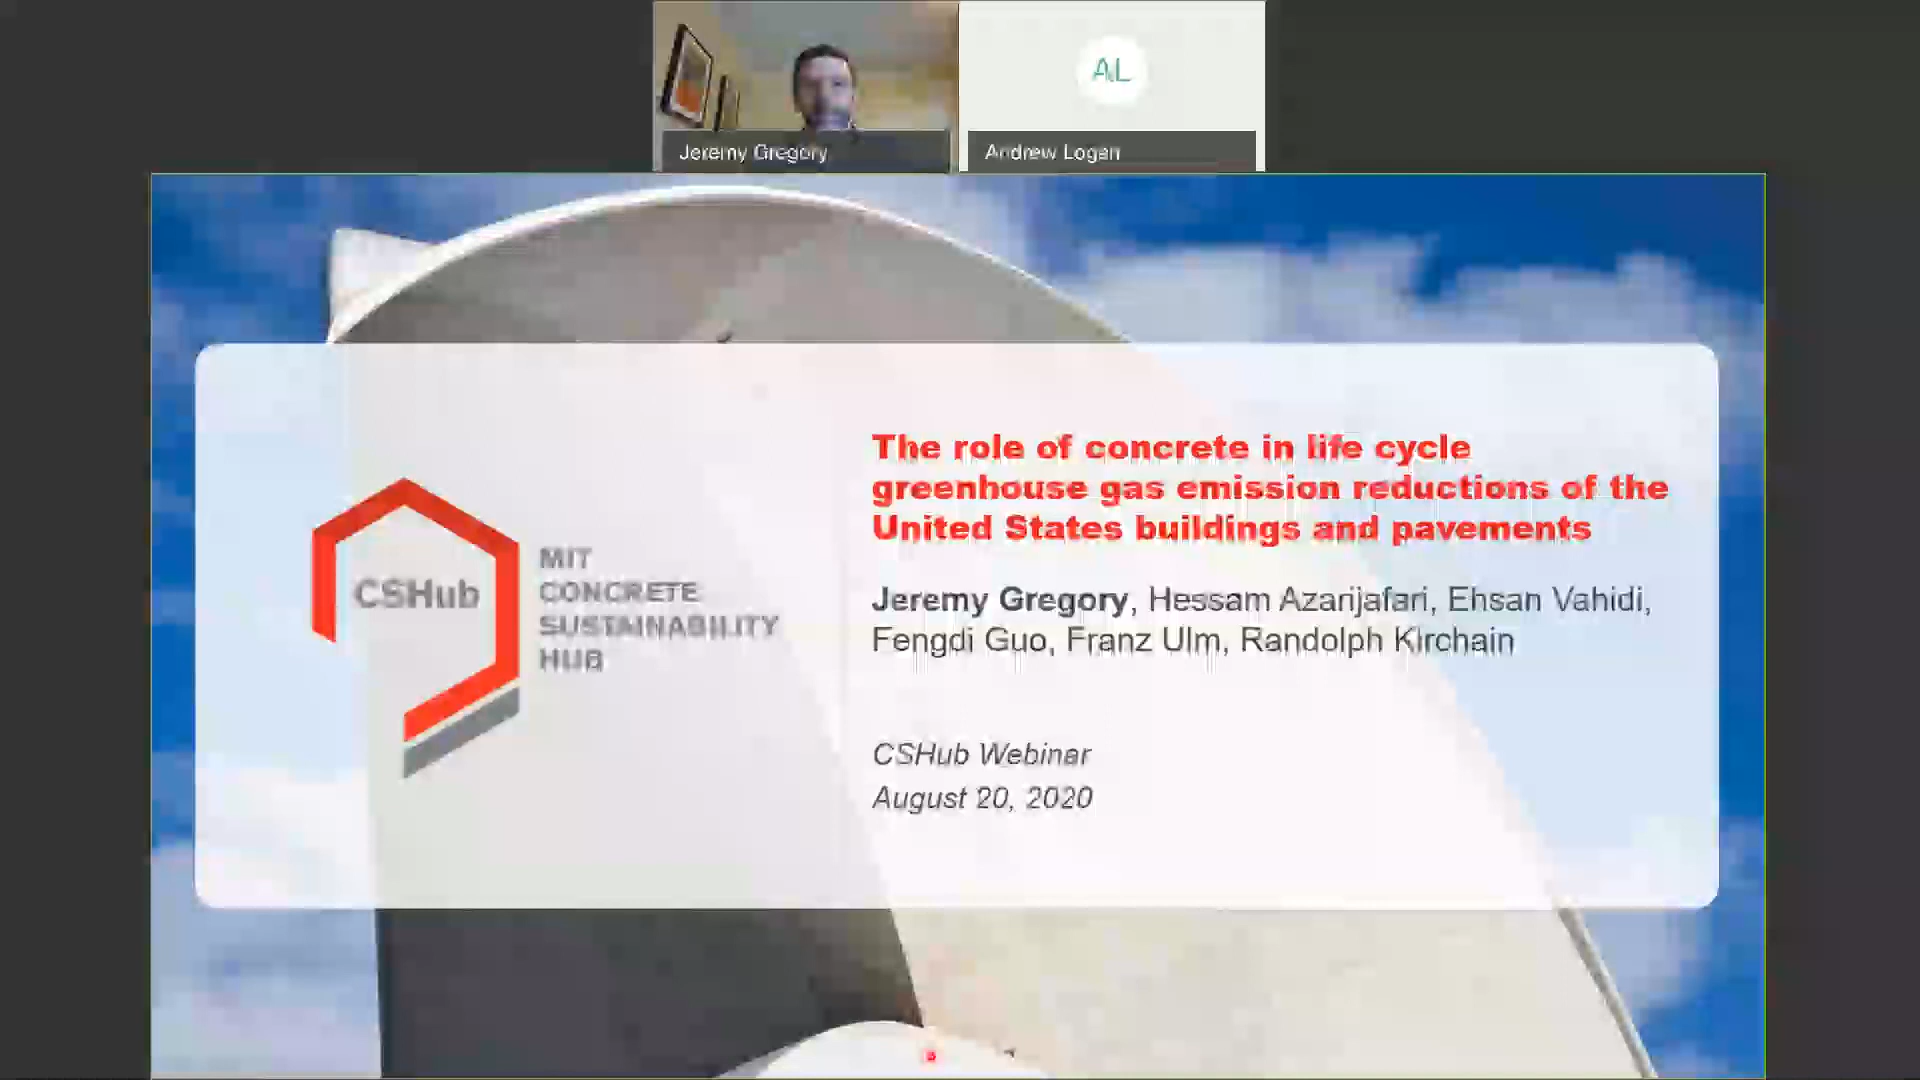 Jeremy Gregory
AL
Andrew Logan
The role of concrete in life cycle
greenhouse gas emission reductions of the
United States buildings and pavements
Jeremy Gregory, Hessam Azarijafari, Ehsan Vahidi,
Fengdi Guo, Franz Ulm, Randolph Kirchain
CSHub
MIT
CONCRETE
SUSTAINABILITY
HUB
CSHub Webinar
August 20, 2020